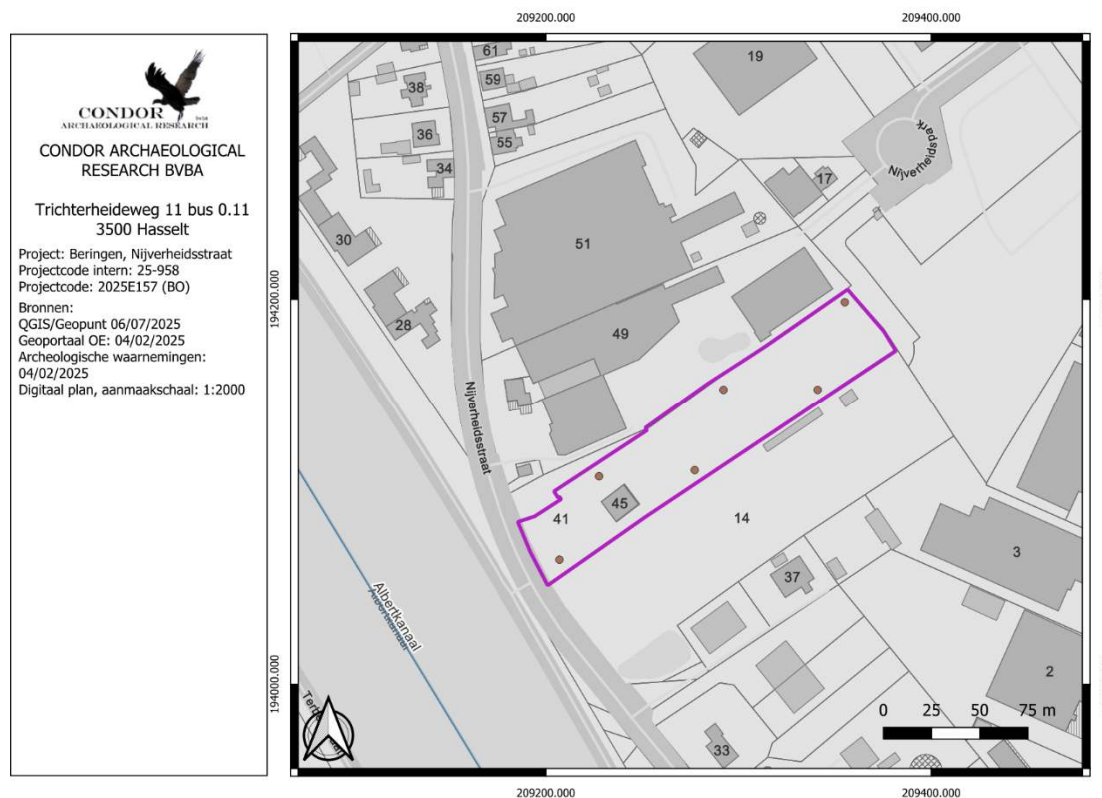 CONDOR
BVBA
ARCHAEOLOGICAL RESEARCH
CONDOR ARCHAEOLOGICAL
RESEARCH BVBA
Trichterheideweg 11 bus 0.11
3500 Hasselt
Project: Beringen, Nijverheidsstraat
Projectcode intern: 25-958
Projectcode: 2025E157 (BO)
Bronnen:
QGIS/Geopunt 06/07/2025
Geoportaal OE: 04/02/2025
Archeologische waarnemingen:
04/02/2025
Digitaal plan, aanmaakschaal: 1:2000
209200.000
209400.000
194200.000
194000.000
61
19
38
59
57
36
55
34
17
Nijverheidspark
30
51
28
49
Nijverheidsstraat
45
41
14
3
37
Albertkanaal
Albertkanaal
2
33
0 25 50 75 m
209200.000
209400.000